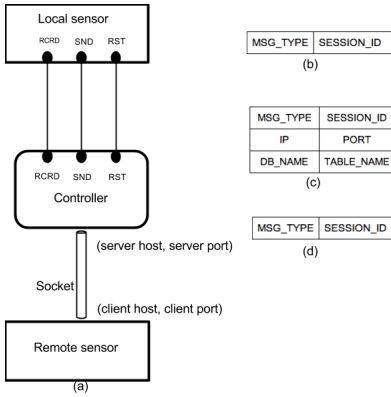 Local sensor
RCRD SND RST
RCRD SND RST
Controller
(server host, server port)
Socket
(client host, client port)
Remote sensor
(a)
MSG_TYPE SESSION_ID
(b)
MSG_TYPE SESSION_ID
IP PORT
DB_NAME TABLE_NAME
(c)
MSG_TYPE SESSION_ID
(d)